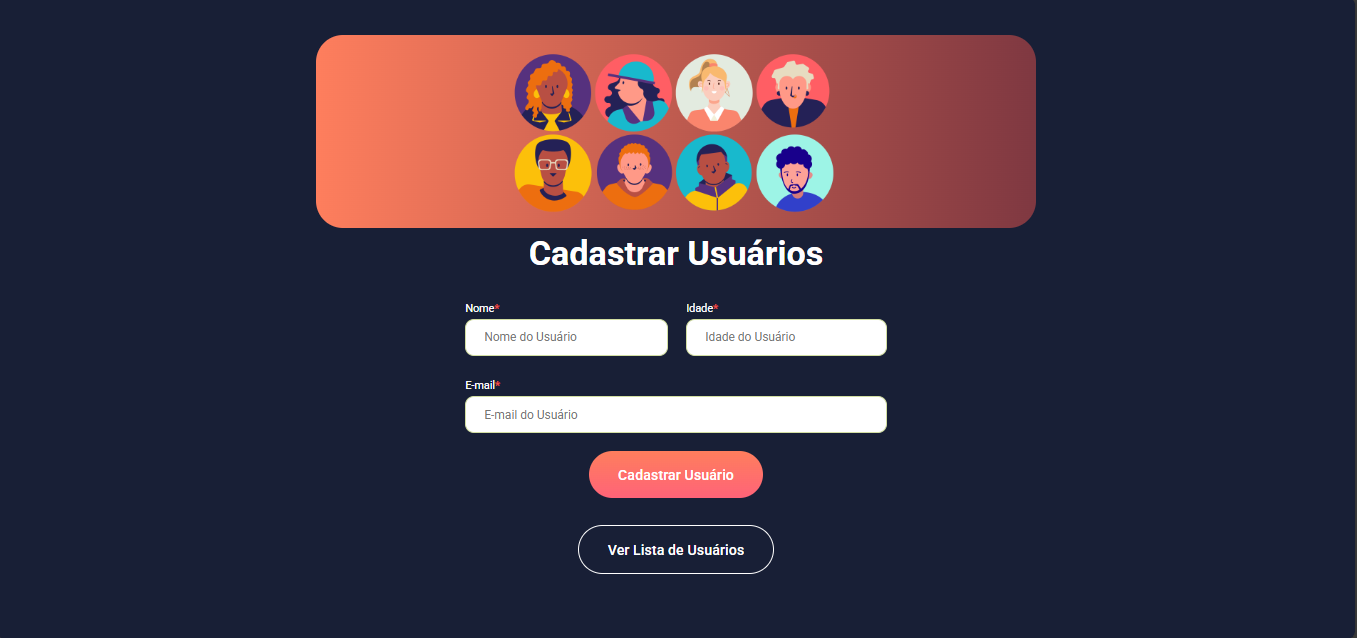 Cadastrar Usuários
Nome* Idade*
Nome do Usuário Idade do Usuário
E-mail*
E-mail do Usuário
Cadastrar Usuário
Ver Lista de Usuários